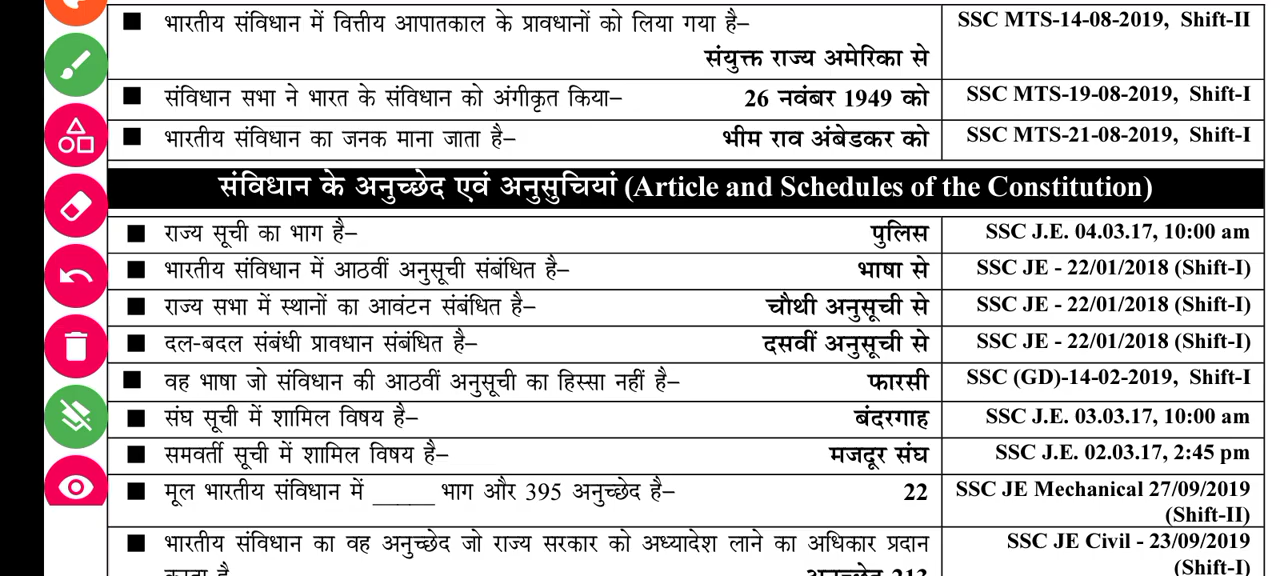 ■ भारतीय संविधान में वित्तीय आपातकाल के प्रावधानों को लिया गया है– SSC MTS-14-08-2019, Shift-II
संयुक्त राज्य अमेरिका से
■ संविधान सभा ने भारत के संविधान को अंगीकृत किया– 26 नवंबर 1949 को SSC MTS-19-08-2019, Shift-I
■ भारतीय संविधान का जनक माना जाता है– भीम राव अंबेडकर को SSC MTS-21-08-2019, Shift-I
संविधान के अनुच्छेद एवं अनुसुचियां (Article and Schedules of the Constitution)
■ राज्य सूची का भाग है– पुलिस SSC J.E. 04.03.17, 10:00 am
■ भारतीय संविधान में आठवीं अनुसूची संबंधित है– भाषा से SSC JE - 22/01/2018 (Shift-I)
■ राज्य सभा में स्थानों का आवंटन संबंधित है– चौथी अनुसूची से SSC JE - 22/01/2018 (Shift-I)
■ दल-बदल संबंधी प्रावधान संबंधित है– दसवीं अनुसूची से SSC JE - 22/01/2018 (Shift-I)
■ वह भाषा जो संविधान की आठवीं अनुसूची का हिस्सा नहीं है– फारसी SSC (GD)-14-02-2019, Shift-I
■ संघ सूची में शामिल विषय है– बंदरगाह SSC J.E. 03.03.17, 10:00 am
■ समवर्ती सूची में शामिल विषय है– मजदूर संघ SSC J.E. 02.03.17, 2:45 pm
■ मूल भारतीय संविधान में _____ भाग और 395 अनुच्छेद है– 22 SSC JE Mechanical 27/09/2019
(Shift-II)
■ भारतीय संविधान का वह अनुच्छेद जो राज्य सरकार को अध्यादेश लाने का अधिकार प्रदान SSC JE Civil - 23/09/2019
करता है अनुच्छेद 213 (Shift-I)